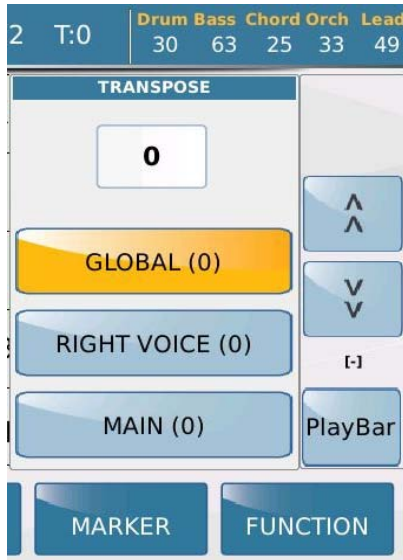 2 T:0
Drum Bass Chord Orch Lead
30 63 25 33 49
TRANSPOSE
0
GLOBAL (0)
RIGHT VOICE (0)
[-]
MAIN (0)
PlayBar
MARKER
FUNCTION